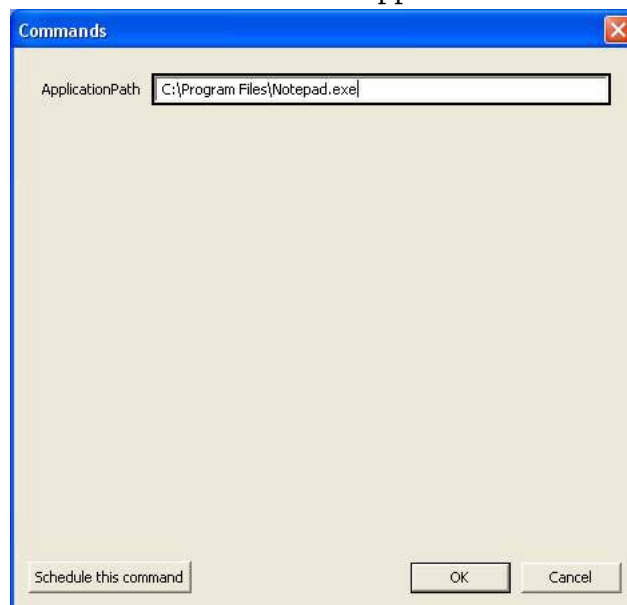 Commands
ApplicationPath C:\Program Files\Notepad.exe
Schedule this command OK Cancel